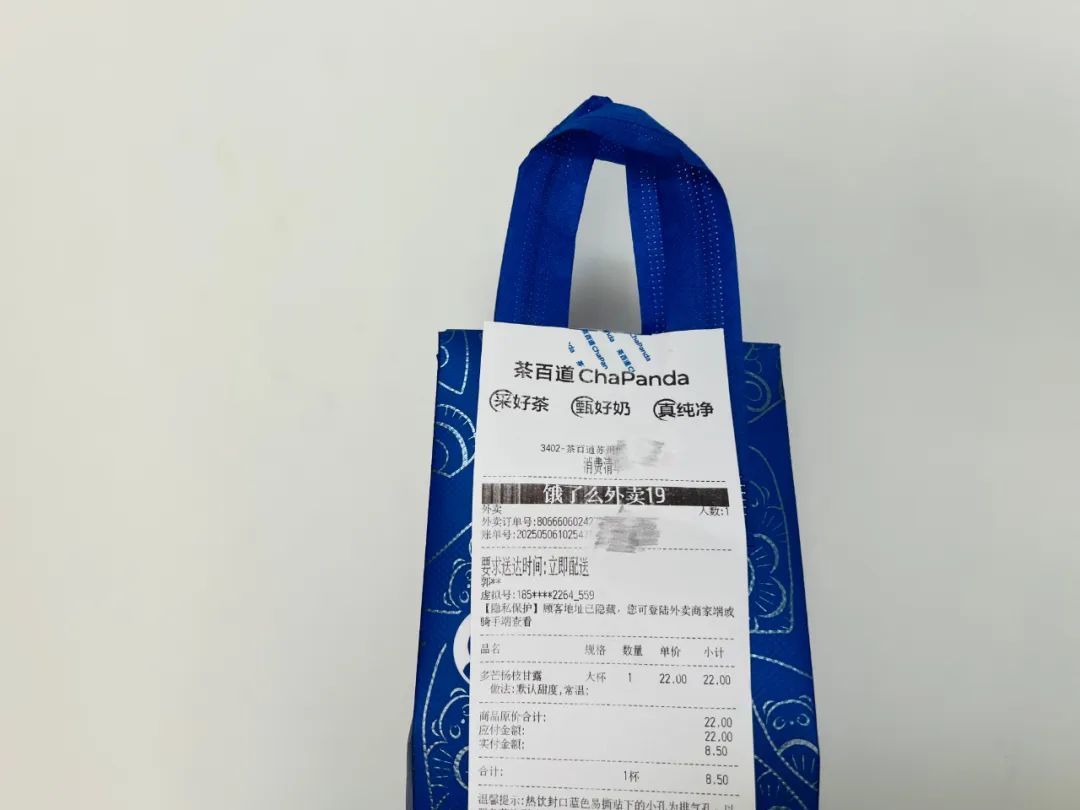 茶百道 ChaPanda
采好茶 甄好奶 真纯净
3402-茶百道苏州
消费清单
饿了么外卖19
外卖 人数:1
外卖订单号:8066606024
账单号:2025050610254
要求送达时间:立即配送
郭**
虚拟号:185****2264_559
【隐私保护】顾客地址已隐藏，您可登陆外卖商家端或
骑手端查看
品名 规格 数量 单价 小计
多芒杨枝甘露 大杯 1 22.00 22.00
做法:默认甜度,常温;
商品原价合计: 22.00
应付金额: 22.00
实付金额: 8.50
合计: 1杯 8.50
温馨提示:热饮封口蓝色易撕贴下的小孔为排气孔，以